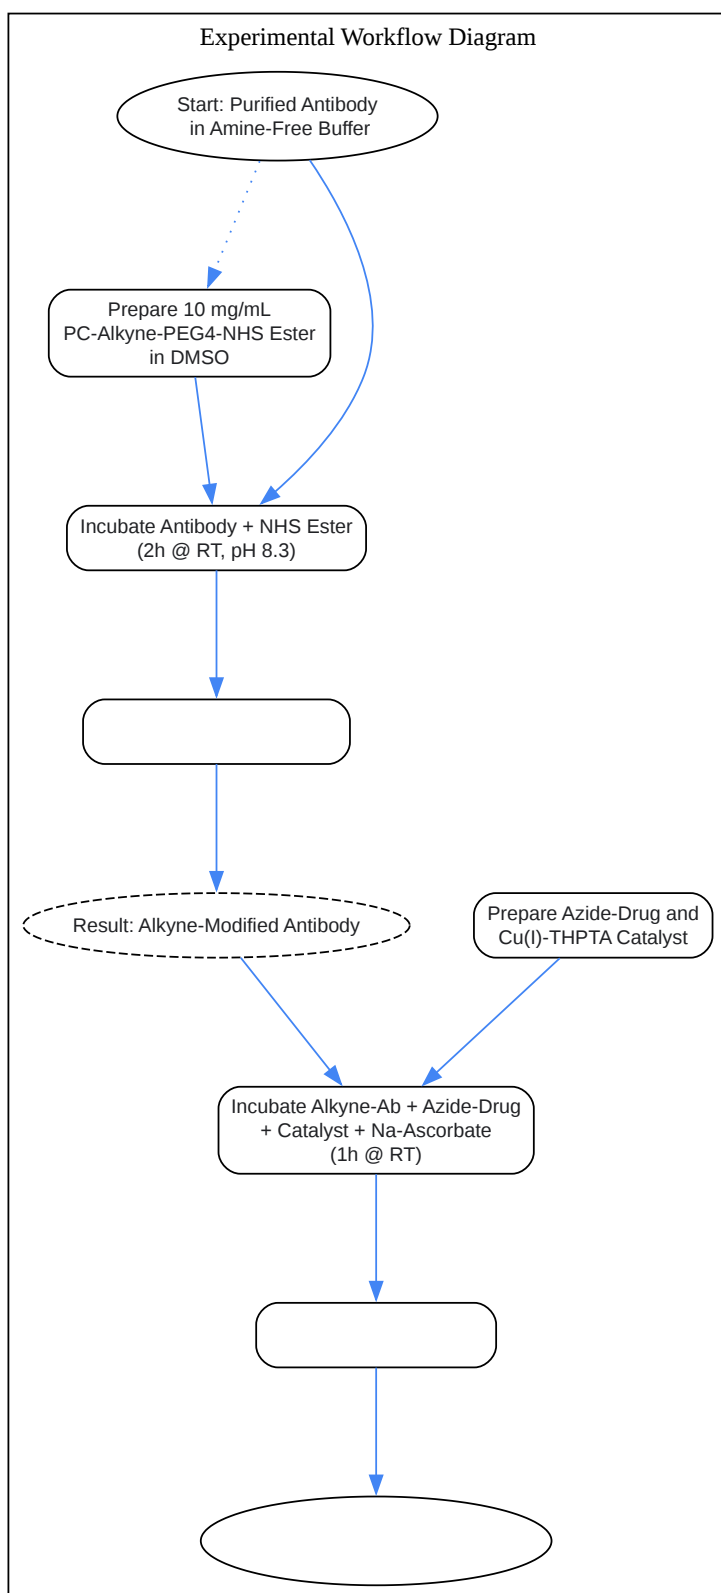 Experimental Workflow Diagram
Start: Purified Antibody
in Amine-Free Buffer
Prepare 10 mg/mL
PC-Alkyne-PEG4-NHS Ester
in DMSO
Incubate Antibody + NHS Ester
(2h @ RT, pH 8.3)
Result: Alkyne-Modified Antibody
Prepare Azide-Drug and
Cu(I)-THPTA Catalyst
Incubate Alkyne-Ab + Azide-Drug
+ Catalyst + Na-Ascorbate
(1h @ RT)